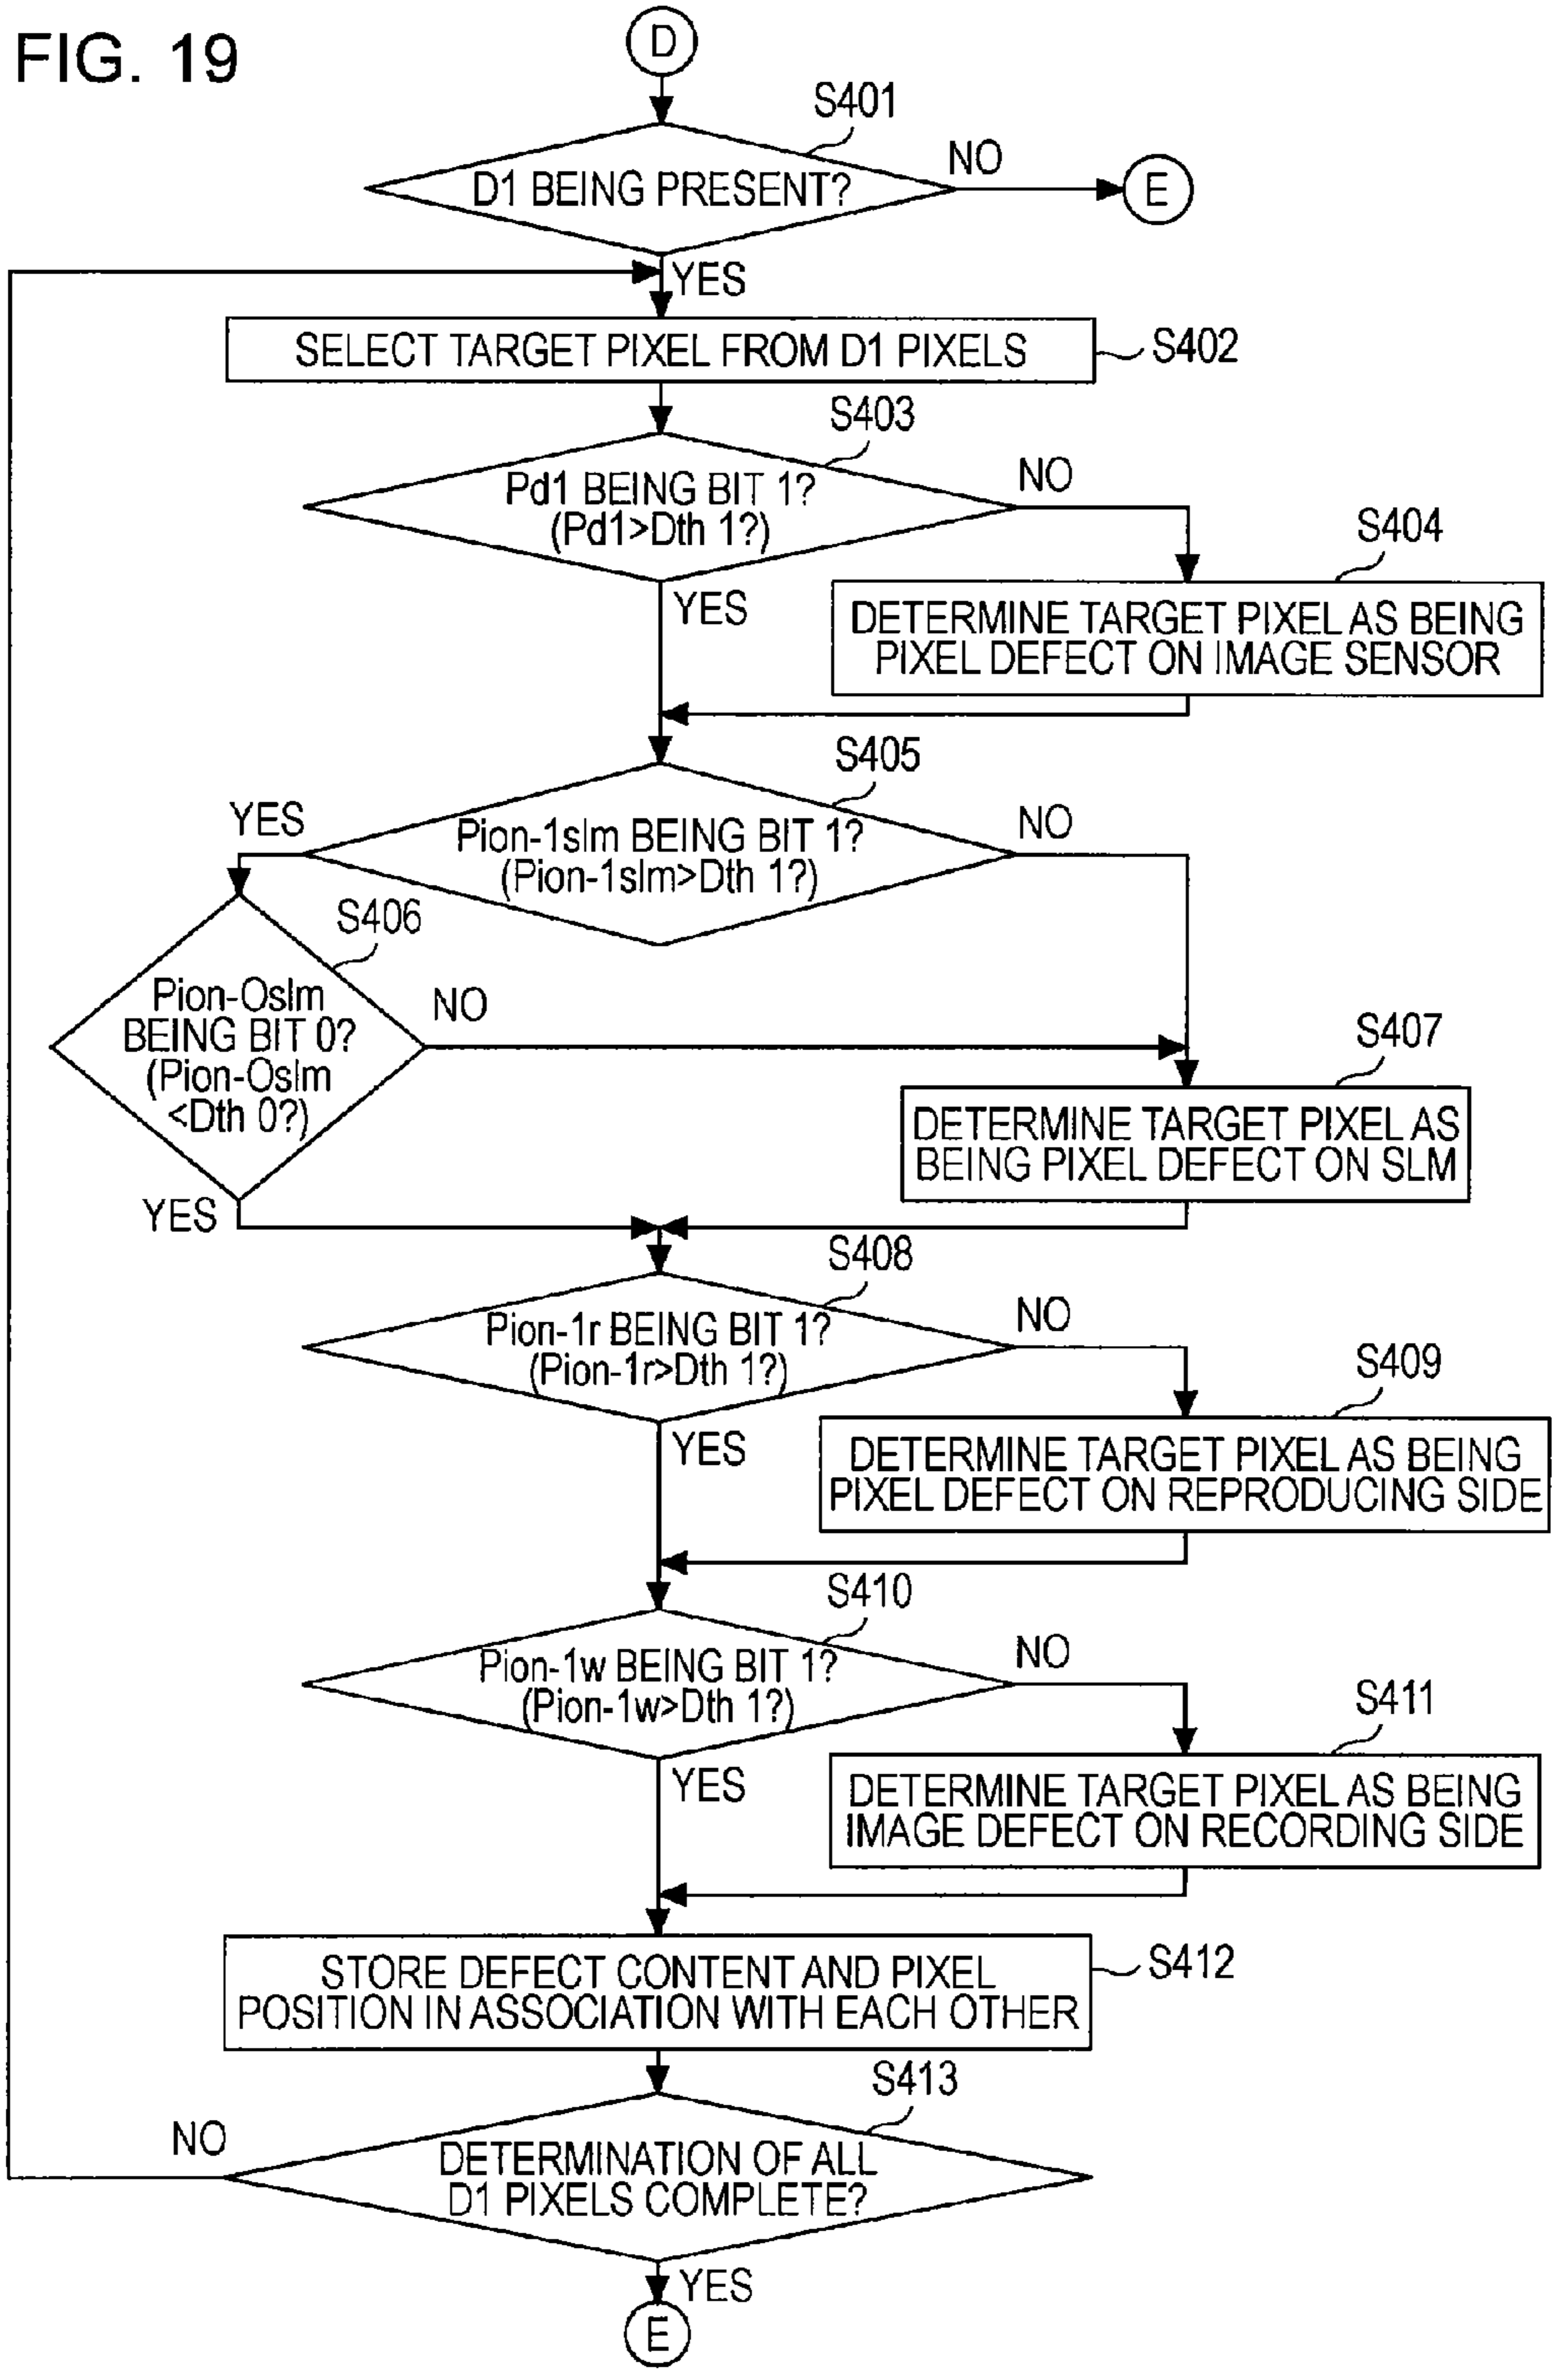 FIG. 19
D
S401
D1 BEING PRESENT?
NO
E
YES
SELECT TARGET PIXEL FROM D1 PIXELS
S402
S403
Pd1 BEING BIT 1?
(Pd1>Dth 1?)
NO
YES
S404
DETERMINE TARGET PIXEL AS BEING
PIXEL DEFECT ON IMAGE SENSOR
S405
YES
Pion-1slm BEING BIT 1?
(Pion-1slm>Dth 1?)
NO
S406
Pion-0slm
BEING BIT 0?
(Pion-0slm
<Dth 0?)
NO
YES
S407
DETERMINE TARGET PIXEL AS
BEING PIXEL DEFECT ON SLM
S408
Pion-1r BEING BIT 1?
(Pion-1r>Dth 1?)
NO
YES
S409
DETERMINE TARGET PIXEL AS BEING
PIXEL DEFECT ON REPRODUCING SIDE
S410
Pion-1w BEING BIT 1?
(Pion-1w>Dth 1?)
NO
YES
S411
DETERMINE TARGET PIXEL AS BEING
IMAGE DEFECT ON RECORDING SIDE
STORE DEFECT CONTENT AND PIXEL
POSITION IN ASSOCIATION WITH EACH OTHER
S412
S413
NO
DETERMINATION OF ALL
D1 PIXELS COMPLETE?
YES
E